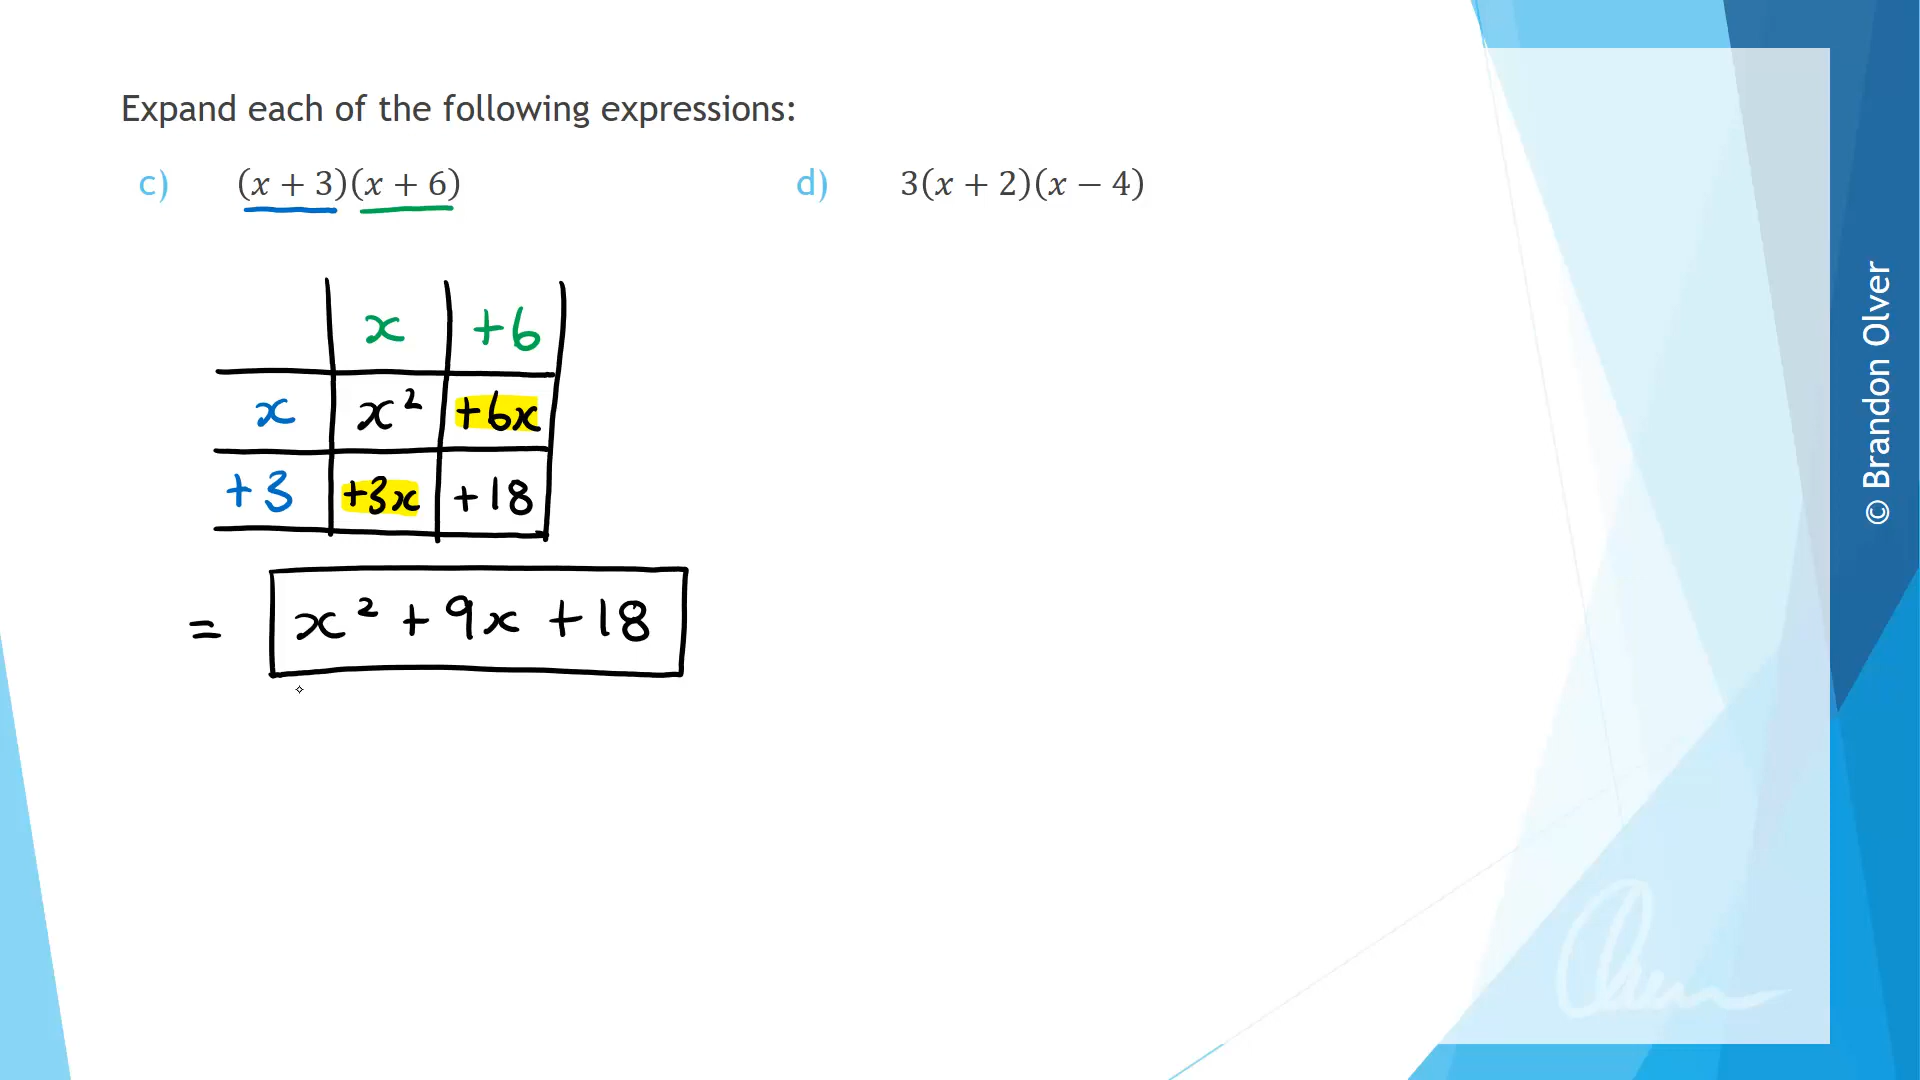 Expand each of the following expressions:
c) (x + 3)(x + 6)
d) 3(x + 2)(x − 4)
x +6
x x² +6x
+3 +3x +18
= x² + 9x + 18
© Brandon Olver